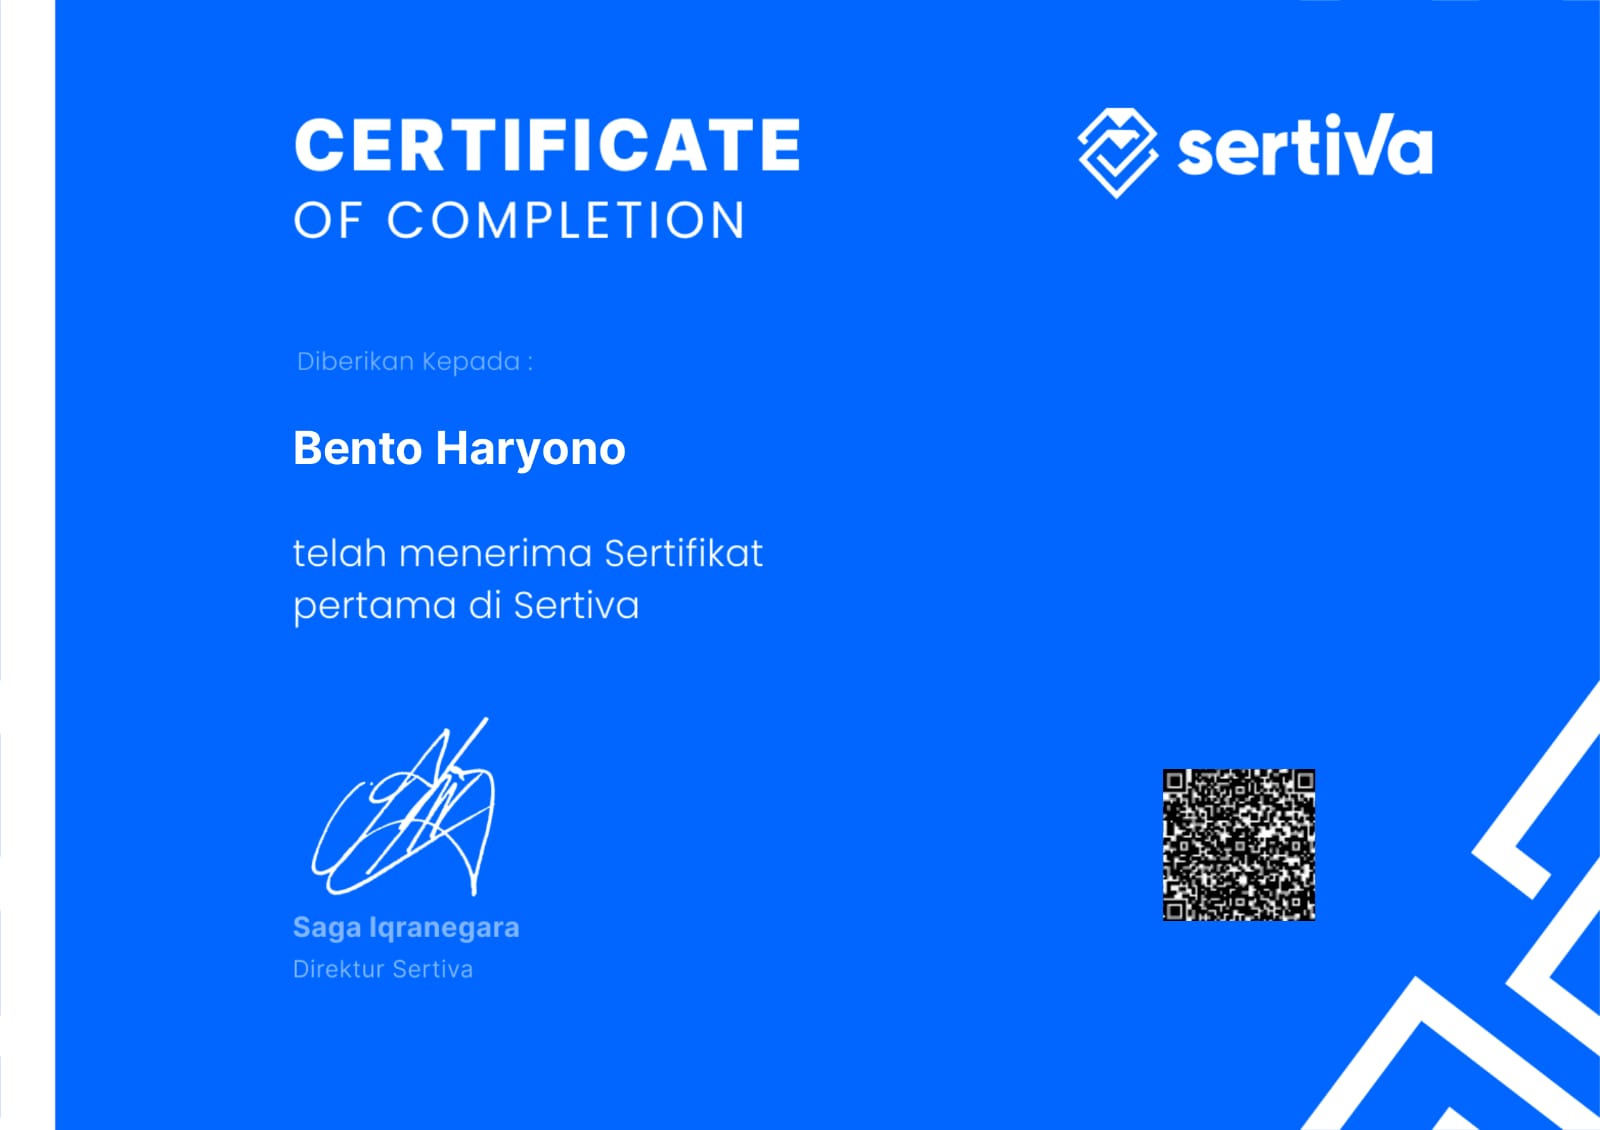 CERTIFICATE
OF COMPLETION
sertiva
Diberikan Kepada :
Bento Haryono
telah menerima Sertifikat
pertama di Sertiva
Saga Iqranegara
Direktur Sertiva